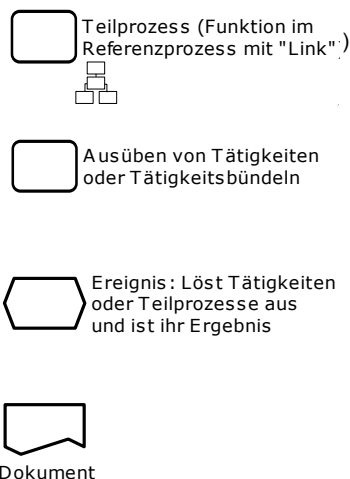 Teilprozess (Funktion im
Referenzprozess mit "Link")
Ausüben von Tätigkeiten
oder Tätigkeitsbündeln
Ereignis: Löst Tätigkeiten
oder Teilprozesse aus
und ist ihr Ergebnis
Dokument